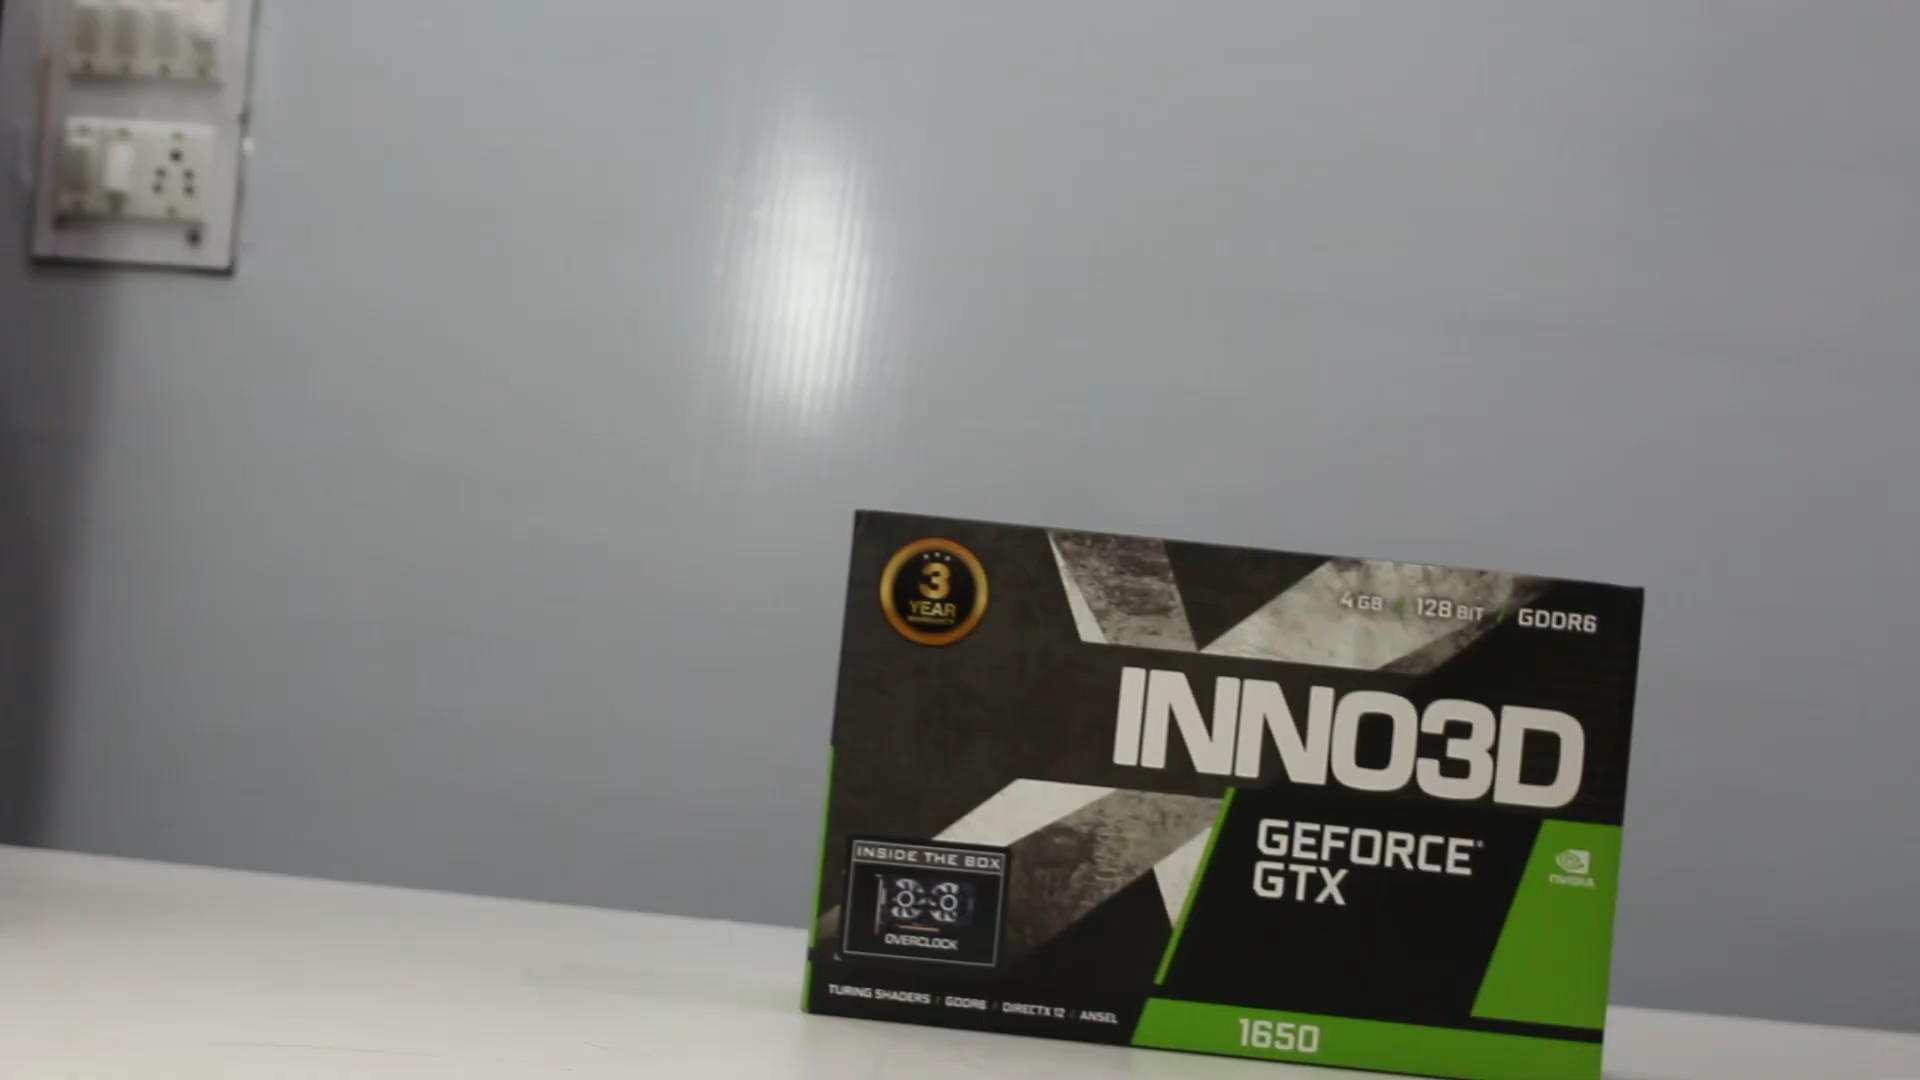 3
YEAR
WARRANTY
4 GB / 128 BIT / GDDR6
INNO3D
GEFORCE
GTX
NVIDIA
INSIDE THE BOX
OVERCLOCK
TURING SHADERS / GDDR6 / DIRECTX 12 / ANSEL
1650